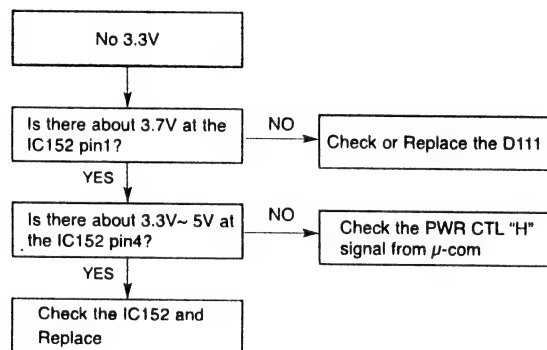 No 3.3V
Is there about 3.7V at the
IC152 pin1?
NO
Check or Replace the D111
YES
Is there about 3.3V~ 5V at
the IC152 pin4?
NO
Check the PWR CTL "H"
signal from μ-com
YES
Check the IC152 and
Replace